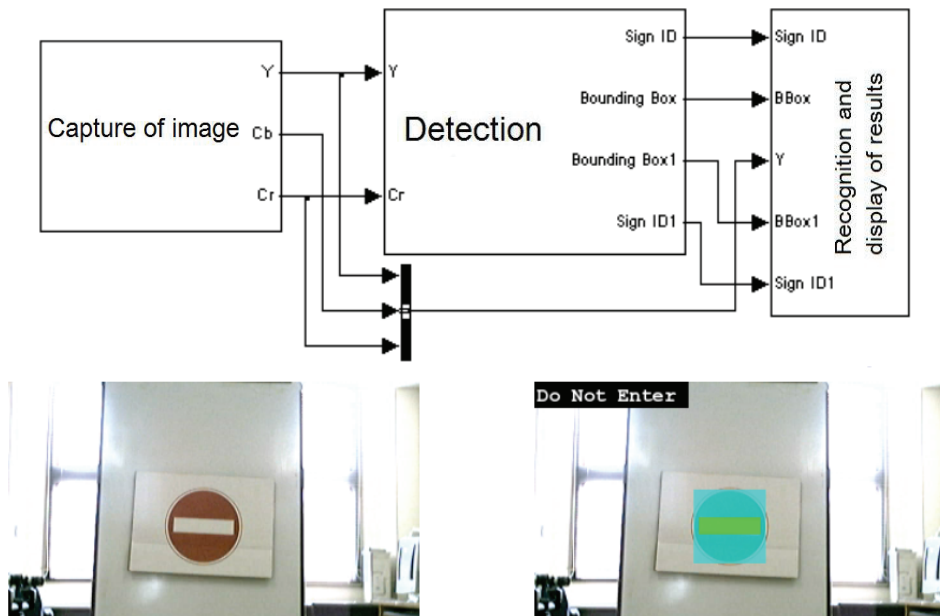 Capture of image
Y
Cb
Cr
Y
Cr
Detection
Sign ID
Bounding Box
Bounding Box1
Sign ID1
Sign ID
BBox
Y
BBox1
Sign ID1
Recognition and
display of results
Do Not Enter